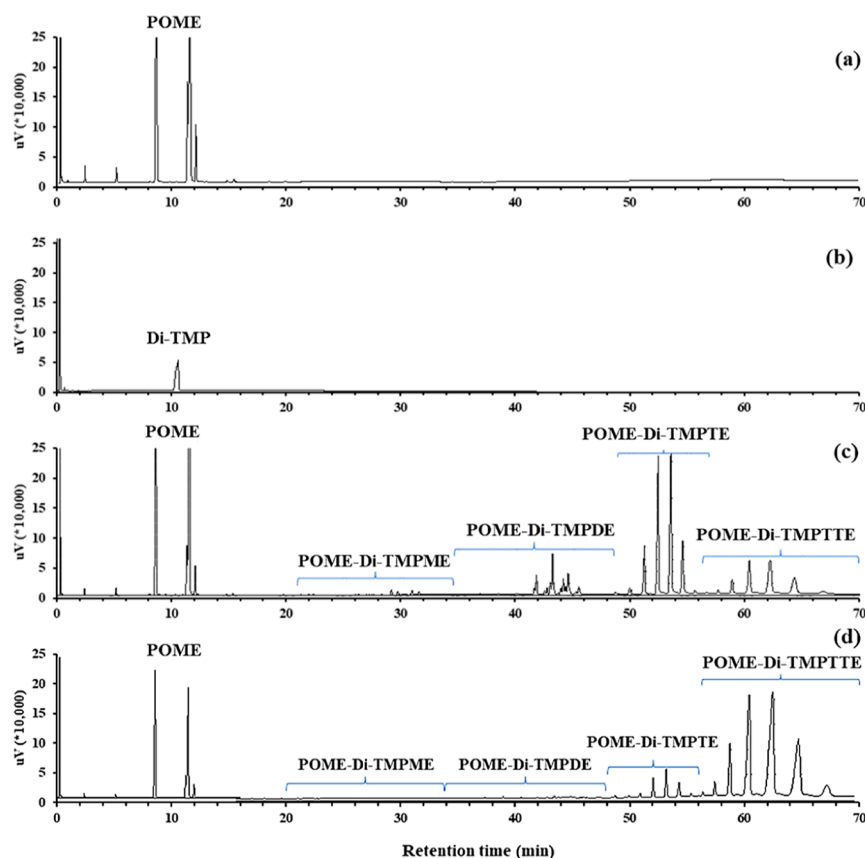 POME
(a)
uV (*10,000)
25
20
15
10
5
0
0 10 20 30 40 50 60 70
(b)
uV (*10,000)
25
20
15
10
5
0
Di-TMP
0 10 20 30 40 50 60 70
POME
POME-Di-TMPTE
(c)
uV (*10,000)
25
20
15
10
5
0
POME-Di-TMPME
POME-Di-TMPDE
POME-Di-TMPTTE
0 10 20 30 40 50 60 70
(d)
POME
POME-Di-TMPTTE
uV (*10,000)
25
20
15
10
5
0
POME-Di-TMPME
POME-Di-TMPDE
POME-Di-TMPTE
0 10 20 30 40 50 60 70
Retention time (min)